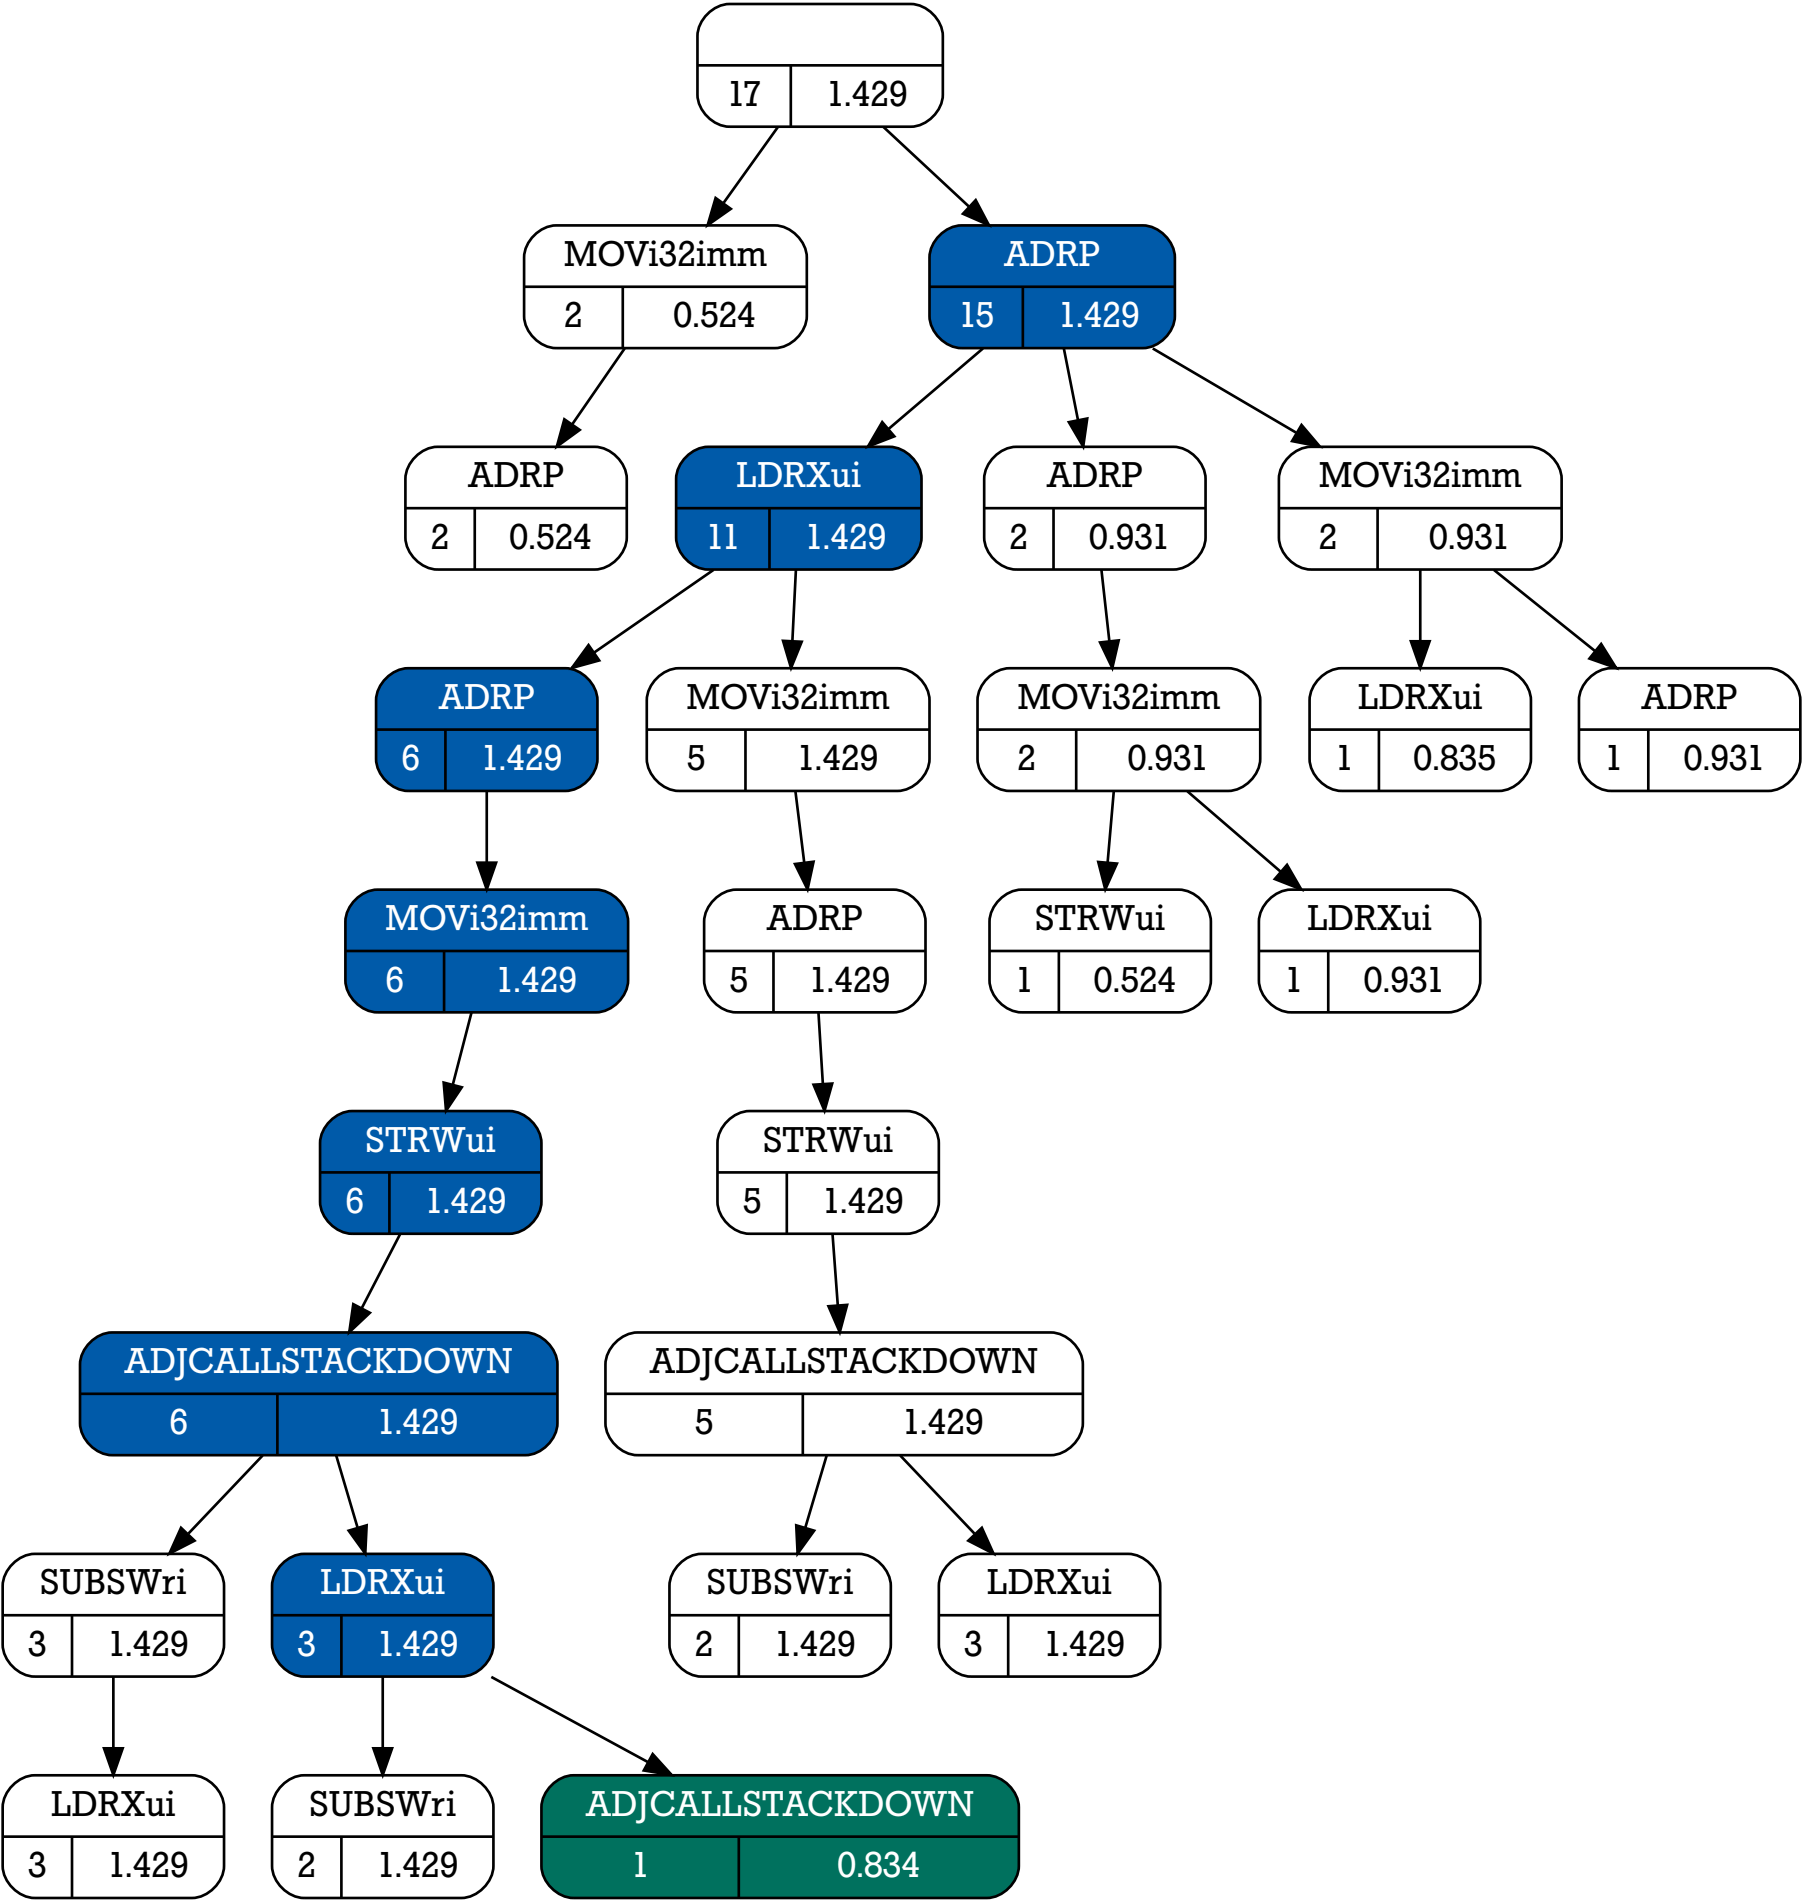 17 1.429
MOVi32imm
2 0.524
ADRP
15 1.429
ADRP
2 0.524
LDRXui
11 1.429
ADRP
2 0.931
MOVi32imm
2 0.931
ADRP
6 1.429
MOVi32imm
5 1.429
MOVi32imm
2 0.931
LDRXui
1 0.835
ADRP
1 0.931
MOVi32imm
6 1.429
ADRP
5 1.429
STRWui
1 0.524
LDRXui
1 0.931
STRWui
6 1.429
STRWui
5 1.429
ADJCALLSTACKDOWN
6 1.429
ADJCALLSTACKDOWN
5 1.429
SUBSWri
3 1.429
LDRXui
3 1.429
SUBSWri
2 1.429
LDRXui
3 1.429
LDRXui
3 1.429
SUBSWri
2 1.429
ADJCALLSTACKDOWN
1 0.834